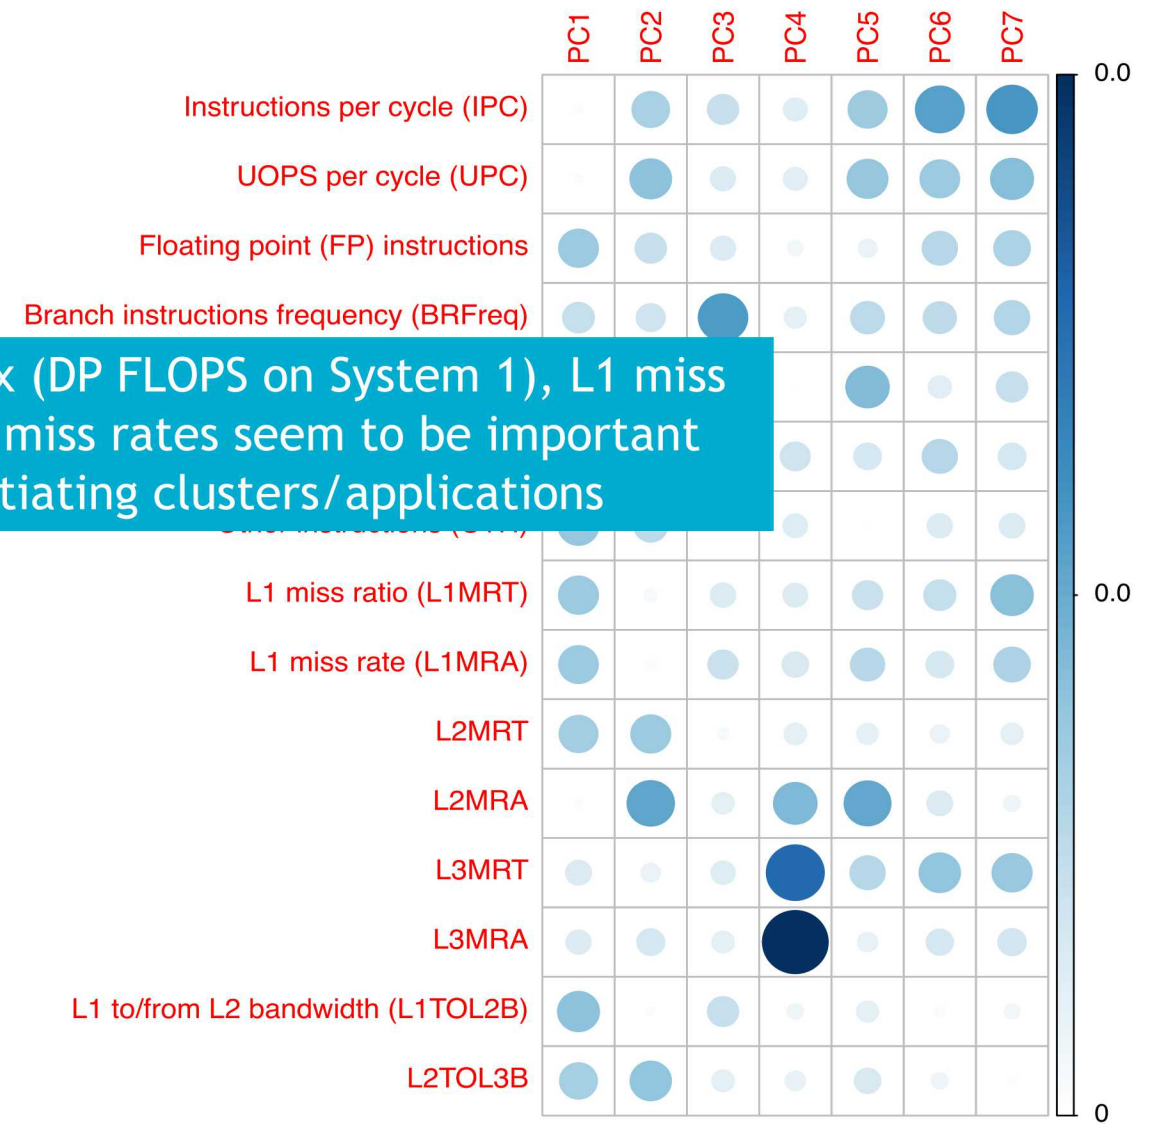 PC1 PC2 PC3 PC4 PC5 PC6 PC7
0.0
Instructions per cycle (IPC)
UOPS per cycle (UPC)
Floating point (FP) instructions
Branch instructions frequency (BRFreq)
x (DP FLOPS on System 1), L1 miss
miss rates seem to be important
tiating clusters/applications
L1 miss ratio (L1MRT)
0.0
L1 miss rate (L1MRA)
L2MRT
L2MRA
L3MRT
L3MRA
L1 to/from L2 bandwidth (L1TOL2B)
L2TOL3B
0